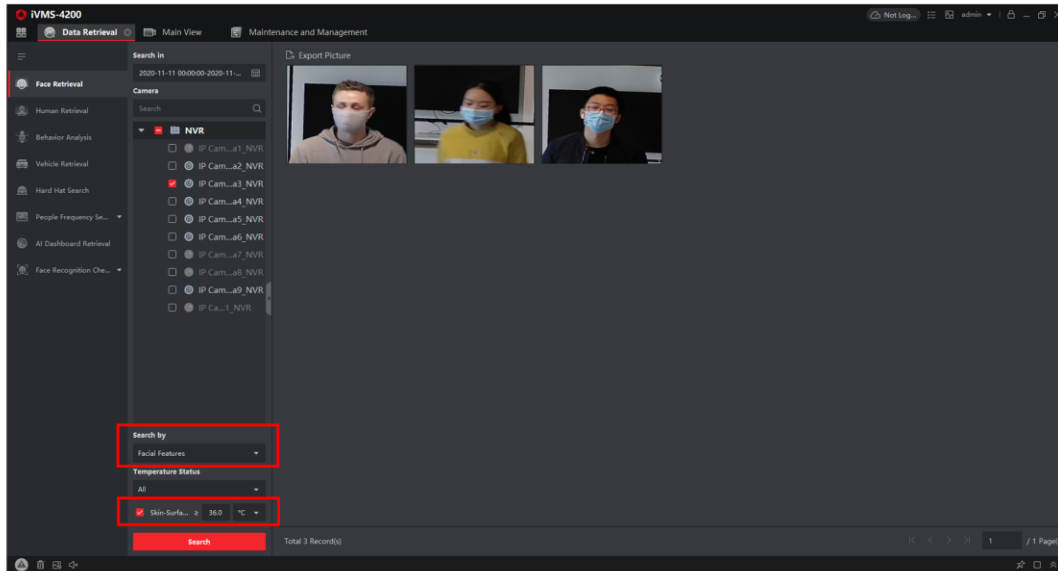 iVMS-4200
Not Log...
admin
Data Retrieval
Main View
Maintenance and Management
Search in
2020-11-11 00:00:00-2020-11-...
Camera
Search
NVR
IP Cam...a1_NVR
IP Cam...a2_NVR
IP Cam...a3_NVR
IP Cam...a4_NVR
IP Cam...a5_NVR
IP Cam...a6_NVR
IP Cam...a7_NVR
IP Cam...a8_NVR
IP Cam...a9_NVR
IP Ca...1_NVR
Face Retrieval
Human Retrieval
Behavior Analysis
Vehicle Retrieval
Hard Hat Search
People Frequency Se...
AI Dashboard Retrieval
Face Recognition Che...
Search by
Facial Features
Temperature Status
All
Skin-Surfa... ≥ 36.0 °C
Search
Export Picture
Total 3 Record(s)
1 / 1 Page(